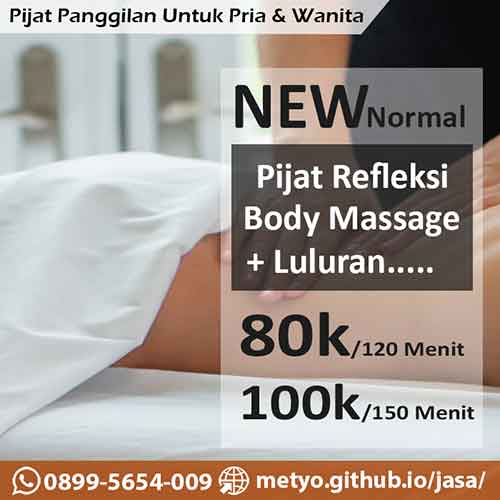 Pijat Panggilan Untuk Pria & Wanita
NEW Normal
Pijat Refleksi
Body Massage
+ Luluran.....
80k/120 Menit
100k/150 Menit
0899-5654-009 metyo.github.io/jasa/